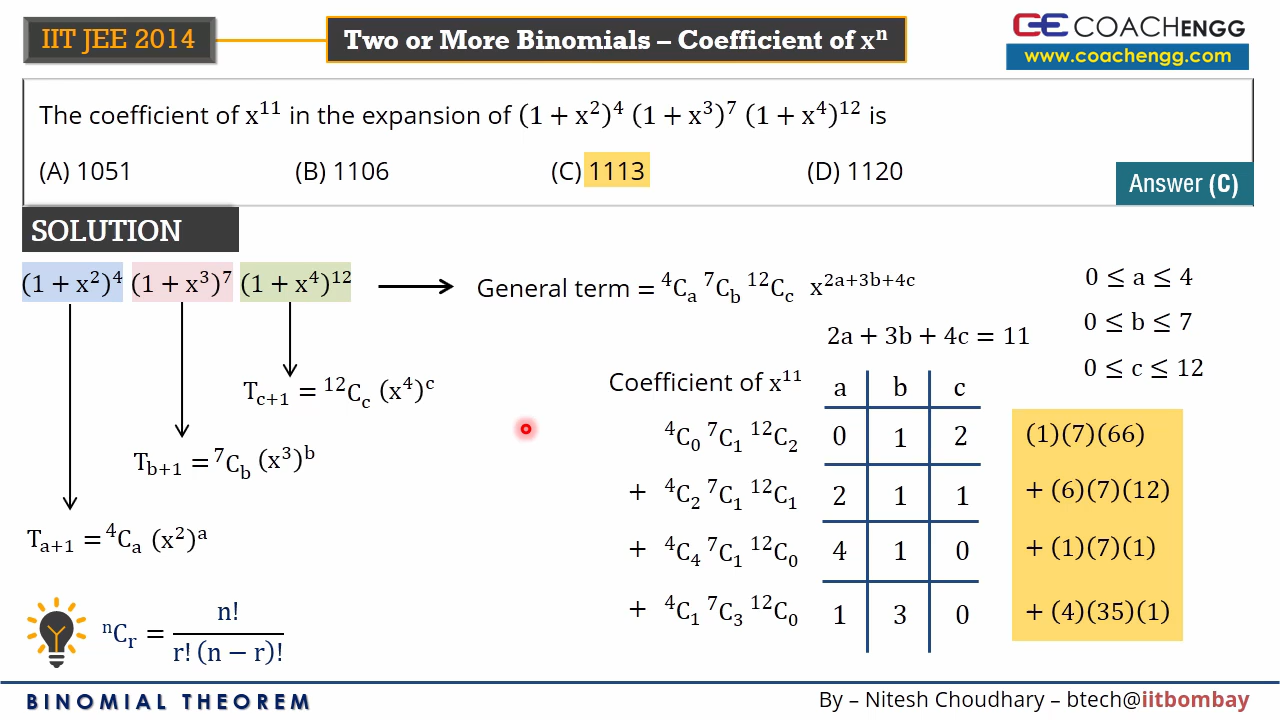 IIT JEE 2014
Two or More Binomials – Coefficient of xⁿ
CE COACHENGG
www.coachengg.com
The coefficient of x¹¹ in the expansion of (1 + x²)⁴ (1 + x³)⁷ (1 + x⁴)¹² is
(A) 1051 (B) 1106 (C) 1113 (D) 1120
Answer (C)
SOLUTION
(1 + x²)⁴ (1 + x³)⁷ (1 + x⁴)¹²
General term = ⁴Cₐ ⁷C_b ¹²C_c x^(2a+3b+4c)
0 ≤ a ≤ 4
0 ≤ b ≤ 7
0 ≤ c ≤ 12
2a + 3b + 4c = 11
T_(c+1) = ¹²C_c (x⁴)^c
T_(b+1) = ⁷C_b (x³)^b
T_(a+1) = ⁴Cₐ (x²)^a
Coefficient of x¹¹ a b c
⁴C₀ ⁷C₁ ¹²C₂ 0 1 2 (1)(7)(66)
+ ⁴C₂ ⁷C₁ ¹²C₁ 2 1 1 + (6)(7)(12)
+ ⁴C₄ ⁷C₁ ¹²C₀ 4 1 0 + (1)(7)(1)
+ ⁴C₁ ⁷C₃ ¹²C₀ 1 3 0 + (4)(35)(1)
ⁿCᵣ = n! / r! (n − r)!
BINOMIAL THEOREM
By – Nitesh Choudhary – btech@iitbombay